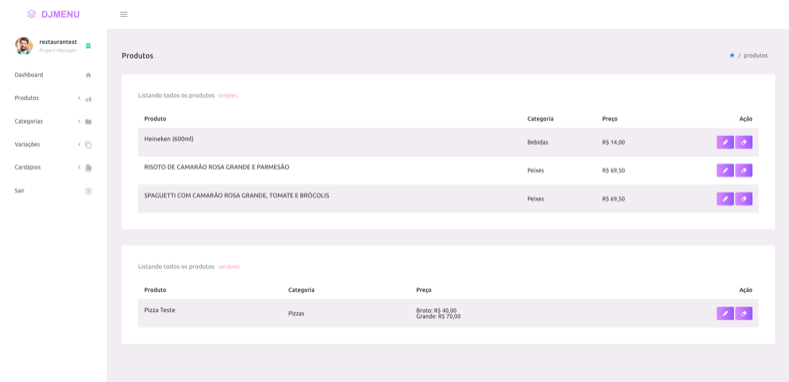 DJMENU
restaurantest
Project Manager
Dashboard
Produtos
Categorias
Variações
Cardápios
Sair
Produtos
/ produtos
Listando todos os produtos simples
Produto Categoria Preço Ação
Heineken (600ml) Bebidas R$ 14,00
RISOTO DE CAMARÃO ROSA GRANDE E PARMESÃO Peixes R$ 69,50
SPAGUETTI COM CAMARÃO ROSA GRANDE, TOMATE E BRÓCOLIS Peixes R$ 69,50
Listando todos os produtos variáveis
Produto Categoria Preço Ação
Pizza Teste Pizzas Broto: R$ 40,00
Grande: R$ 70,00